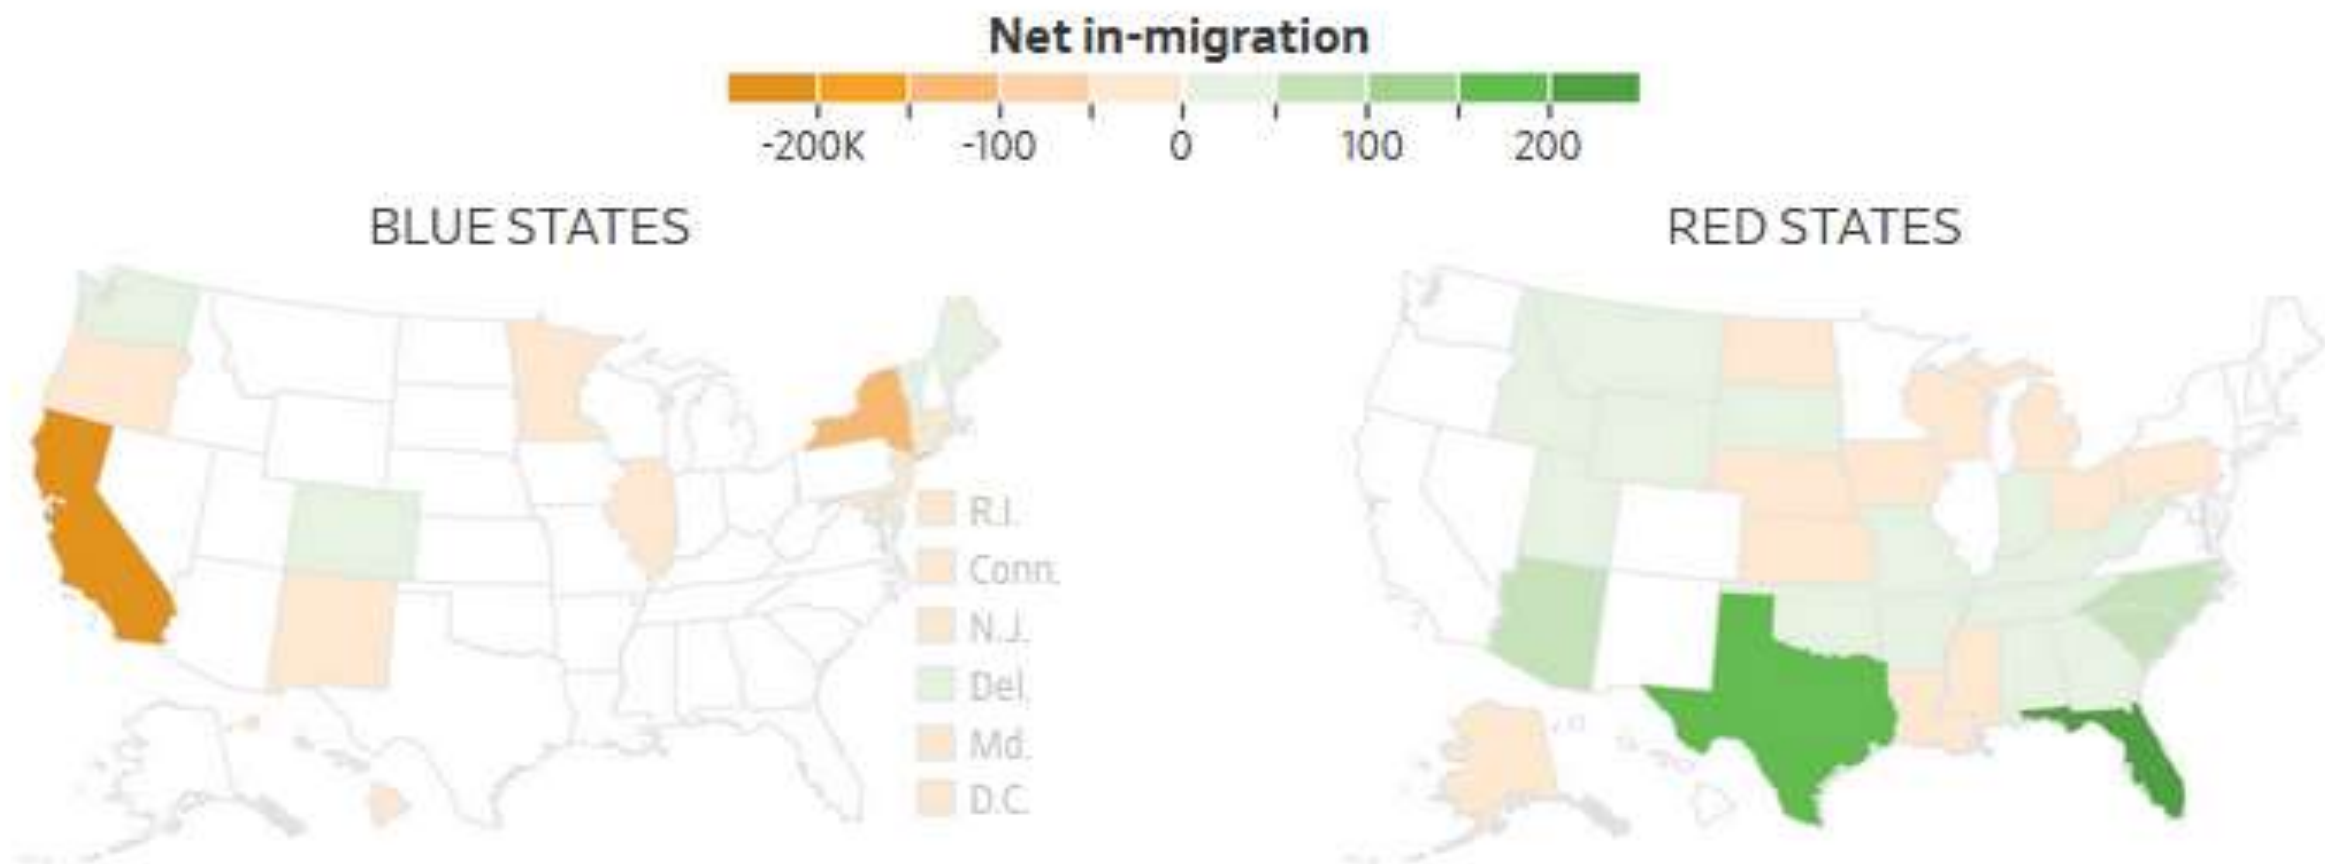 Net in-migration
-200K -100 0 100 200
BLUE STATES
RED STATES
R.I.
Conn.
N.J.
Del.
Md.
D.C.